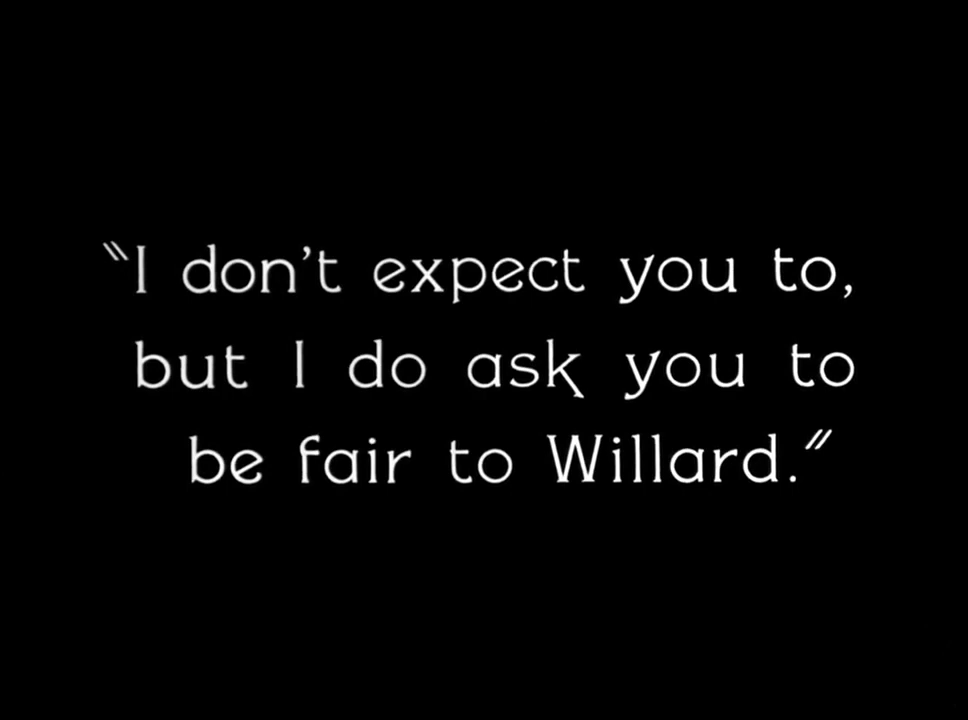 "I don't expect you to,
but I do ask you to
be fair to Willard."